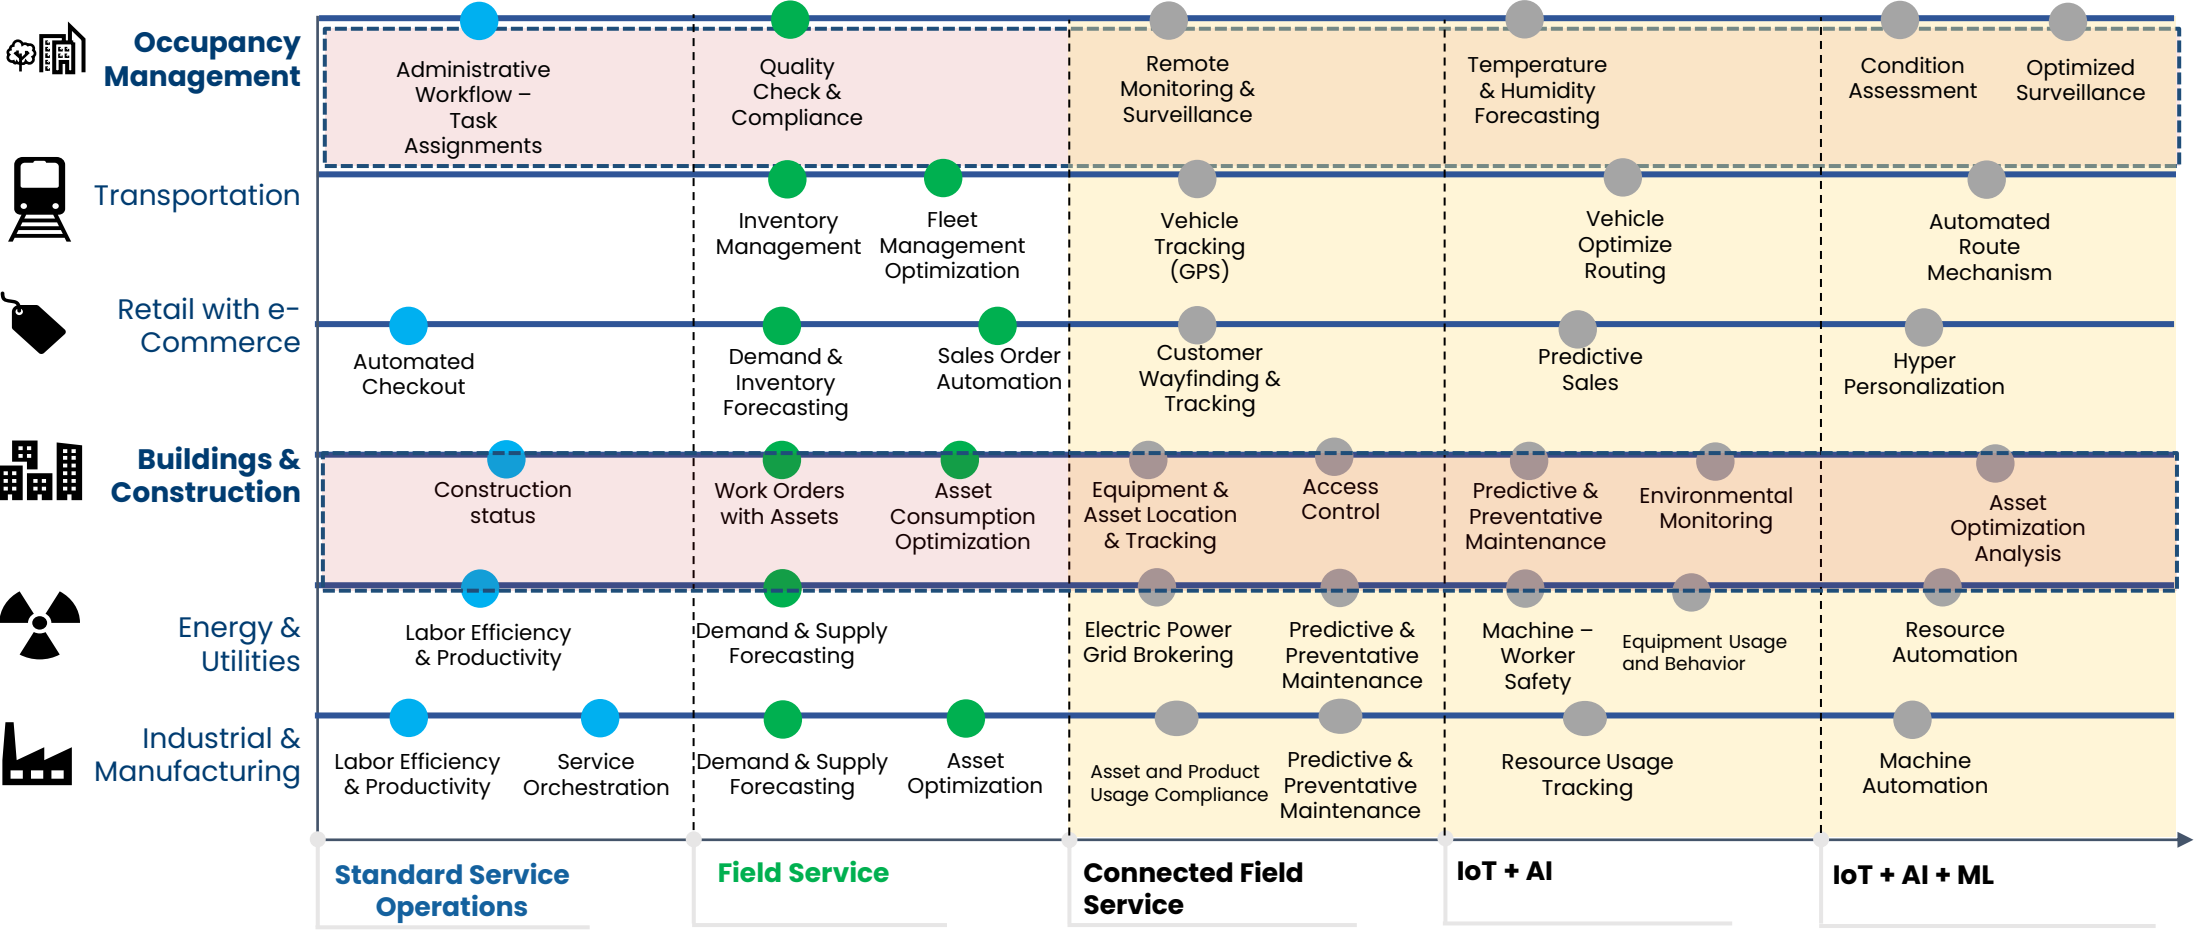 Occupancy
Management
Administrative
Workflow –
Task
Assignments
Quality
Check &
Compliance
Remote
Monitoring &
Surveillance
Temperature
& Humidity
Forecasting
Condition
Assessment
Optimized
Surveillance
Transportation
Inventory
Management
Fleet
Management
Optimization
Vehicle
Tracking
(GPS)
Vehicle
Optimize
Routing
Automated
Route
Mechanism
Retail with e-
Commerce
Automated
Checkout
Demand &
Inventory
Forecasting
Sales Order
Automation
Customer
Wayfinding &
Tracking
Predictive
Sales
Hyper
Personalization
Buildings &
Construction
Construction
status
Work Orders
with Assets
Asset
Consumption
Optimization
Equipment &
Asset Location
& Tracking
Access
Control
Predictive &
Preventative
Maintenance
Environmental
Monitoring
Asset
Optimization
Analysis
Energy &
Utilities
Labor Efficiency
& Productivity
Demand & Supply
Forecasting
Electric Power
Grid Brokering
Predictive &
Preventative
Maintenance
Machine –
Worker
Safety
Equipment Usage
and Behavior
Resource
Automation
Industrial &
Manufacturing
Labor Efficiency
& Productivity
Service
Orchestration
Demand & Supply
Forecasting
Asset
Optimization
Asset and Product
Usage Compliance
Predictive &
Preventative
Maintenance
Resource Usage
Tracking
Machine
Automation
Standard Service
Operations
Field Service
Connected Field
Service
IoT + AI
IoT + AI + ML